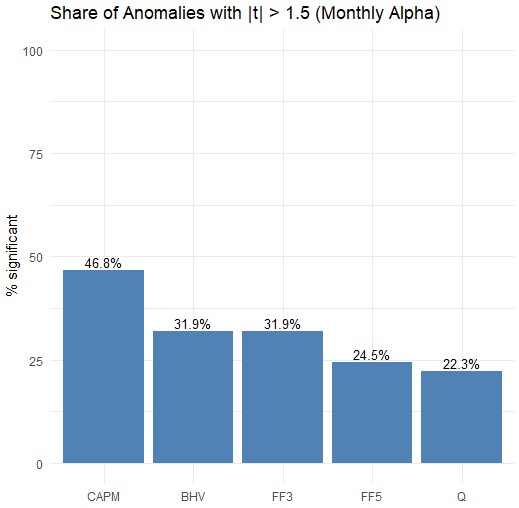 Share of Anomalies with |t| > 1.5 (Monthly Alpha)
% significant
100
75
50
25
0
46.8%
31.9%
31.9%
24.5%
22.3%
CAPM
BHV
FF3
FF5
Q